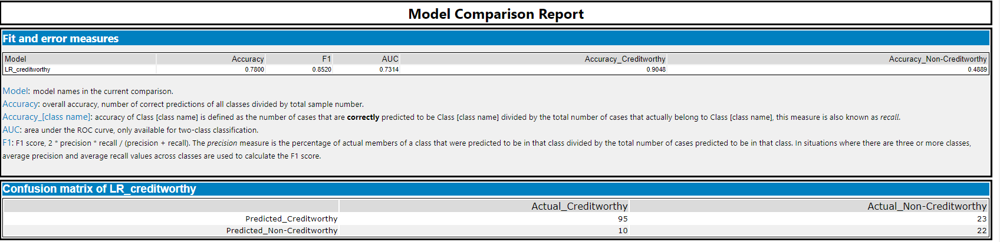 Model Comparison Report
Fit and error measures
Model Accuracy F1 AUC Accuracy_Creditworthy Accuracy_Non-Creditworthy
LR_creditworthy 0.7800 0.8520 0.7314 0.9048 0.4889
Model: model names in the current comparison.
Accuracy: overall accuracy, number of correct predictions of all classes divided by total sample number.
Accuracy_[class name]: accuracy of Class [class name] is defined as the number of cases that are correctly predicted to be Class [class name] divided by the total number of cases that actually belong to Class [class name], this measure is also known as recall.
AUC: area under the ROC curve, only available for two-class classification.
F1: F1 score, 2 * precision * recall / (precision + recall). The precision measure is the percentage of actual members of a class that were predicted to be in that class divided by the total number of cases predicted to be in that class. In situations where there are three or more classes,
average precision and average recall values across classes are used to calculate the F1 score.
Confusion matrix of LR_creditworthy
Actual_Creditworthy Actual_Non-Creditworthy
Predicted_Creditworthy 95 23
Predicted_Non-Creditworthy 10 22